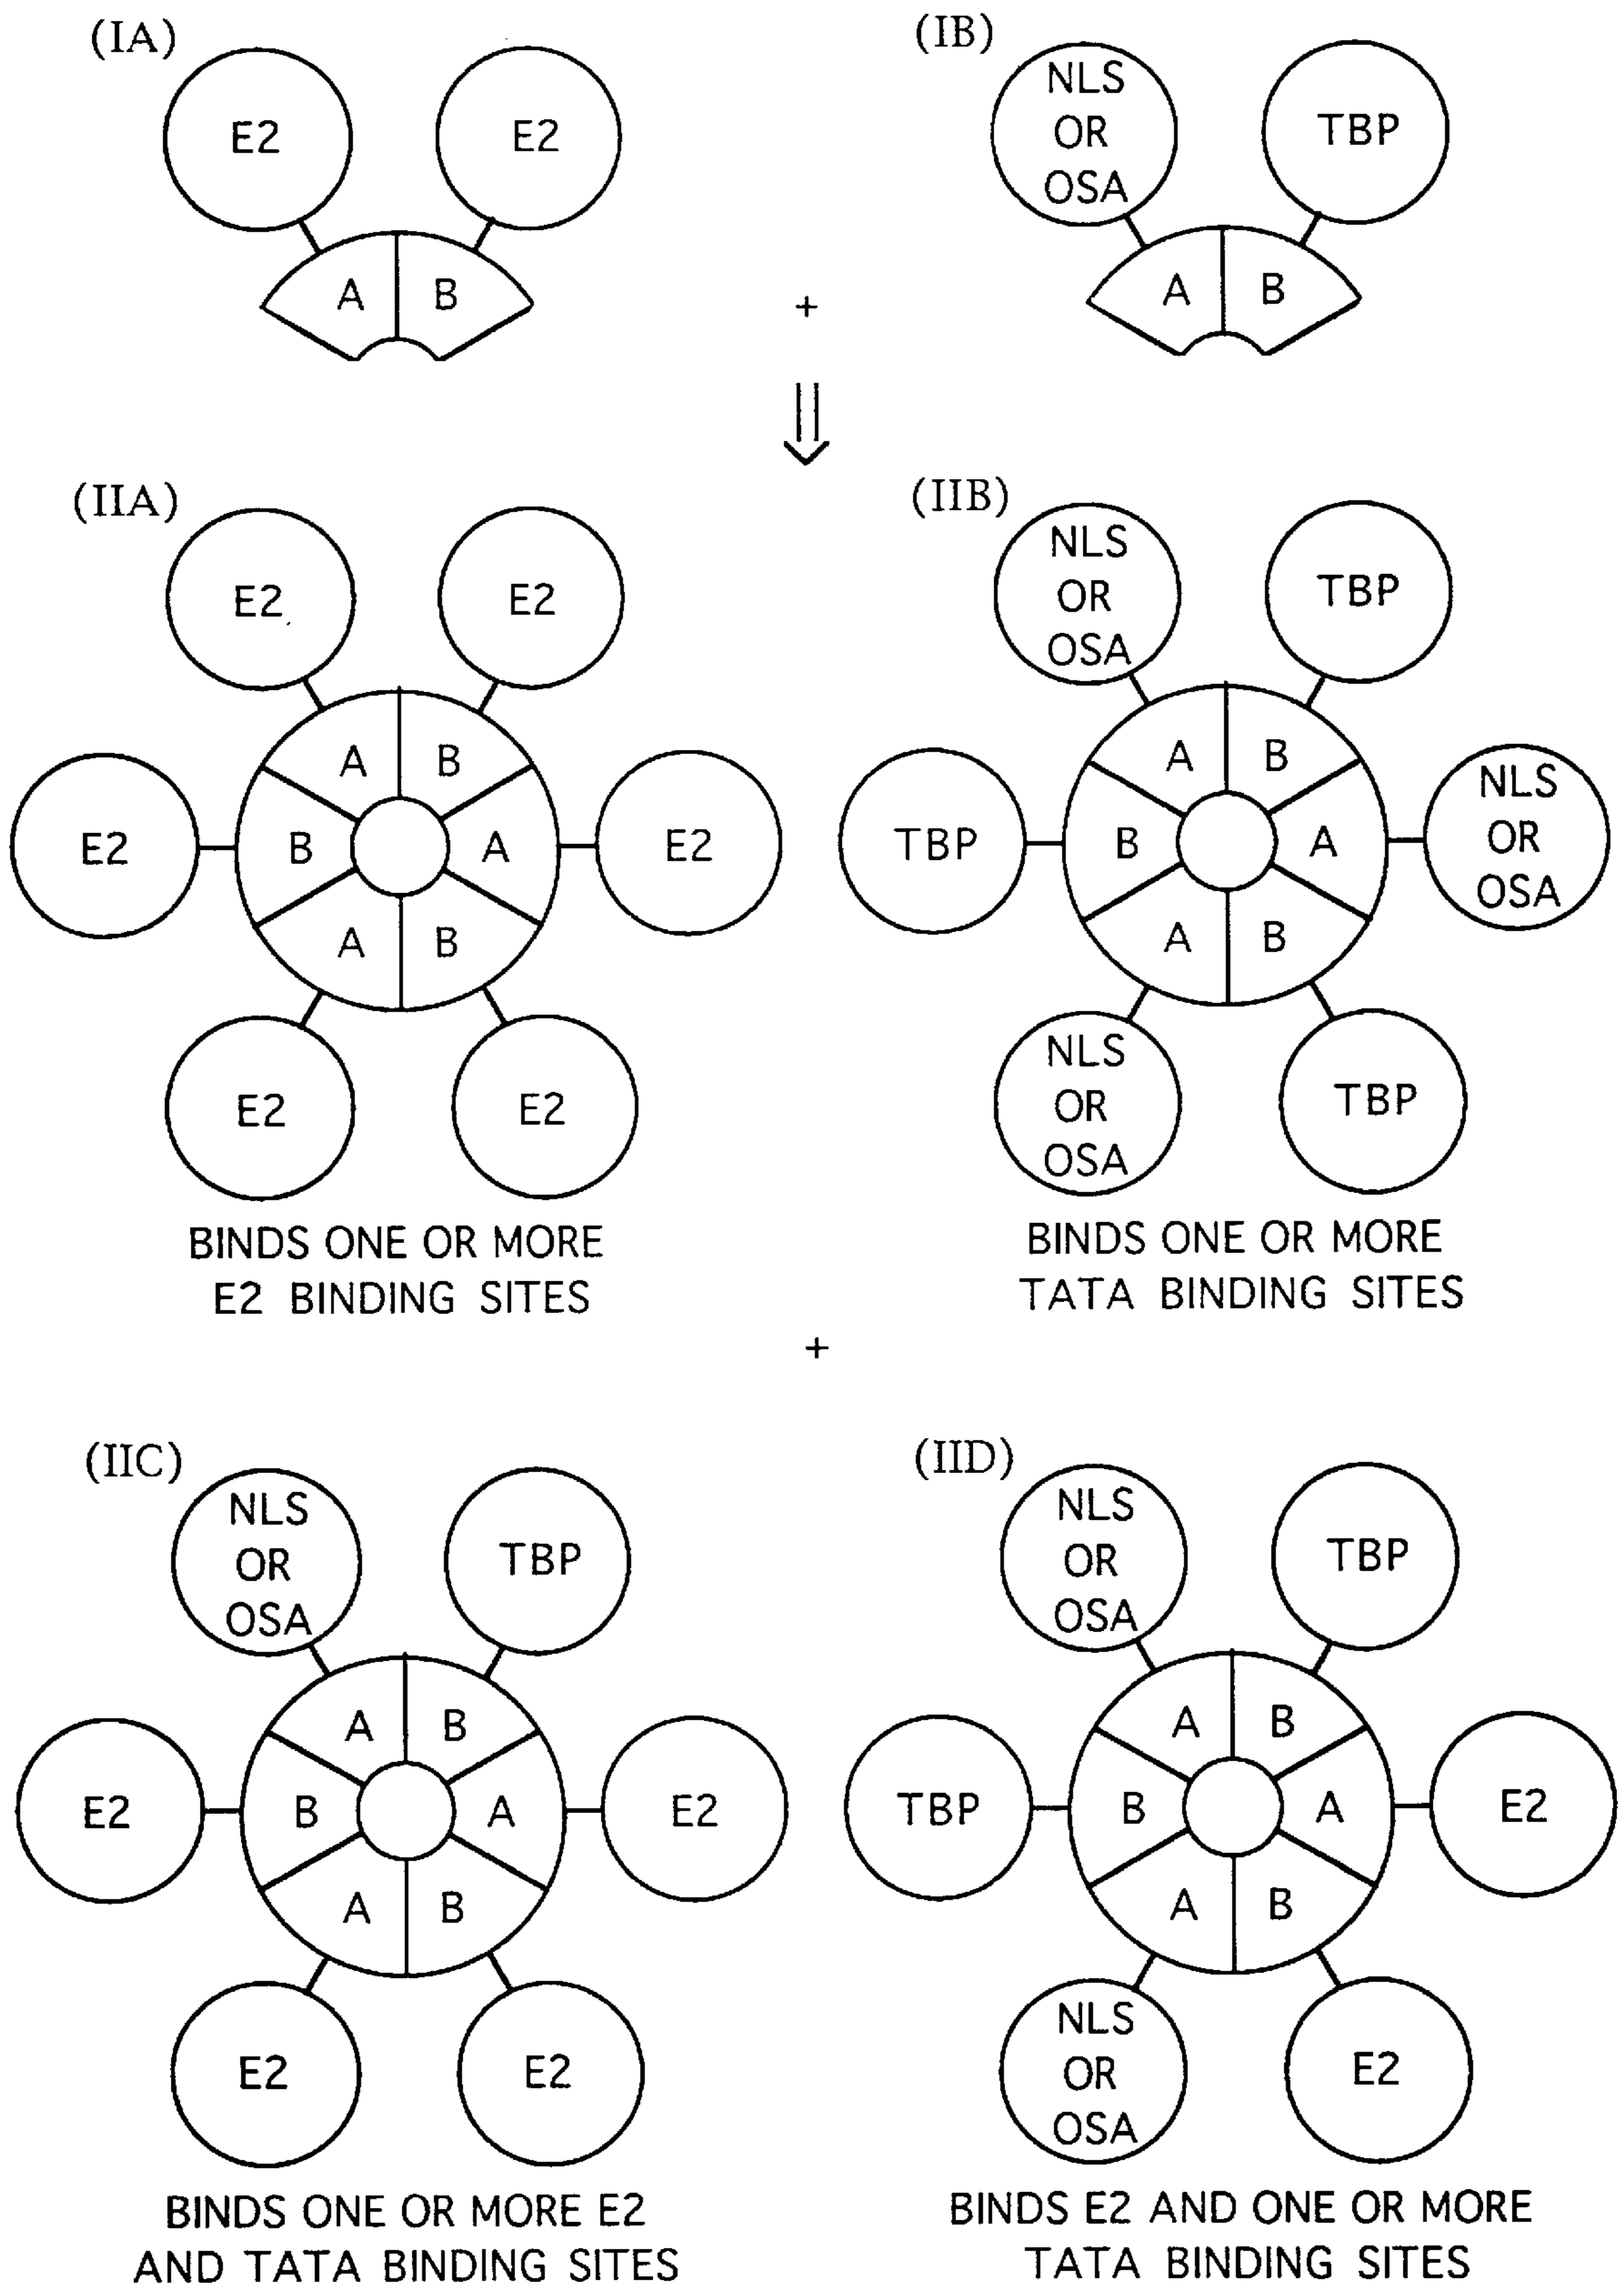 (IA)
E2
E2
A
B
+
(IB)
NLS
OR
OSA
TBP
A
B
(IIA)
E2
E2
A
B
E2
B
A
E2
A
B
E2
E2
BINDS ONE OR MORE
E2 BINDING SITES
(IIB)
NLS
OR
OSA
TBP
A
B
TBP
B
A
NLS
OR
OSA
A
B
NLS
OR
OSA
TBP
BINDS ONE OR MORE
TATA BINDING SITES
+
(IIC)
NLS
OR
OSA
TBP
A
B
E2
B
A
E2
A
B
E2
E2
BINDS ONE OR MORE E2
AND TATA BINDING SITES
(IID)
NLS
OR
OSA
TBP
A
B
TBP
B
A
E2
A
B
NLS
OR
OSA
E2
BINDS E2 AND ONE OR MORE
TATA BINDING SITES